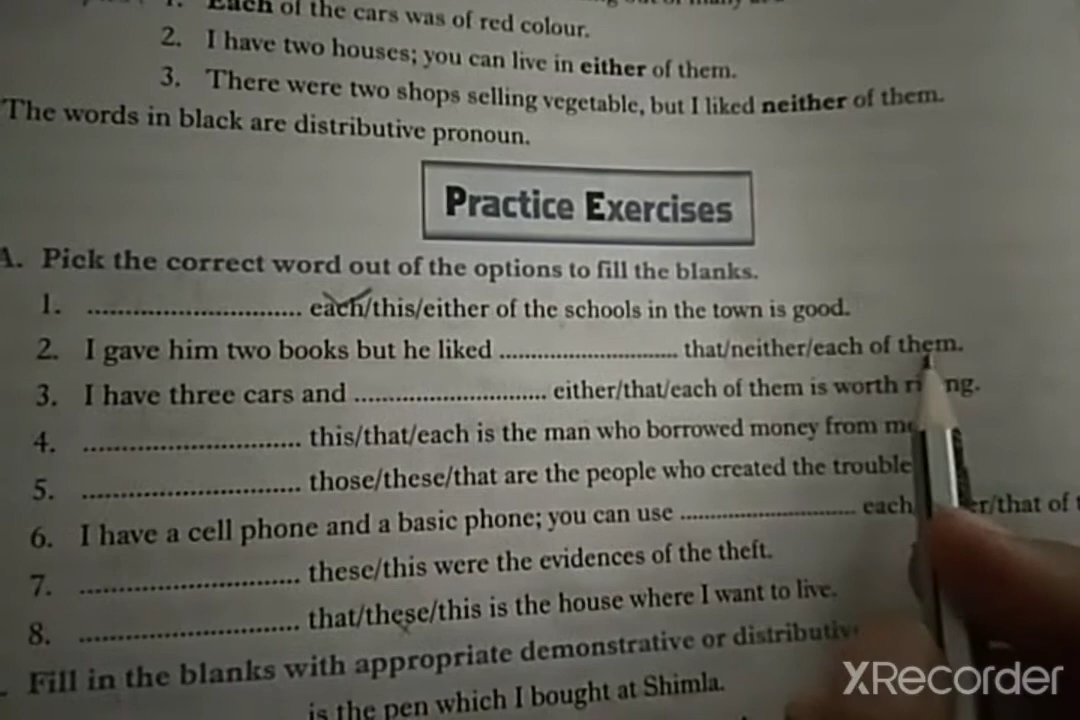 1. Each of the cars was of red colour.
2. I have two houses; you can live in either of them.
3. There were two shops selling vegetable, but I liked neither of them.
The words in black are distributive pronoun.
Practice Exercises
A. Pick the correct word out of the options to fill the blanks.
1. .............................. each/this/either of the schools in the town is good.
2. I gave him two books but he liked .............................. that/neither/each of them.
3. I have three cars and .............................. either/that/each of them is worth
4. .............................. this/that/each is the man who borrowed money from
5. .............................. those/these/that are the people who created the trouble
6. I have a cell phone and a basic phone; you can use .............................. each /that of
7. .............................. these/this were the evidences of the theft.
8. .............................. that/these/this is the house where I want to live.
Fill in the blanks with appropriate demonstrative or
is the pen which I bought at Shimla.
XRecorder